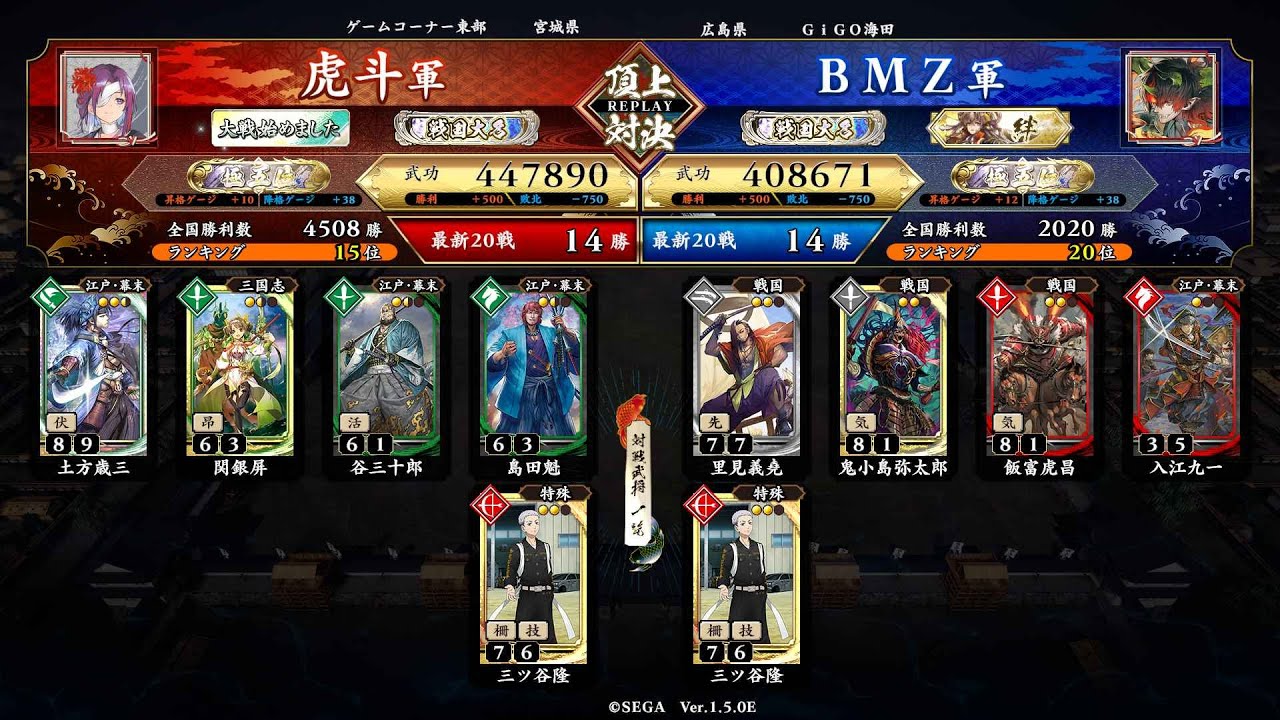 ゲームコーナー東部 宮城県
広島県 GiGO海田
虎斗軍
頂上
REPLAY
対決
BMZ軍
大戦始めました
戦国大名
戦国大名
絆
武功 447890
勝利 +500 敗北 -750
武功 408671
勝利 +500 敗北 -750
昇格ゲージ +10 降格ゲージ +38
昇格ゲージ +12 降格ゲージ +38
全国勝利数 4508勝
ランキング 15位
最新20戦 14勝
最新20戦 14勝
全国勝利数 2020勝
ランキング 20位
江戸・幕末
三国志
江戸・幕末
江戸・幕末
戦国
戦国
戦国
江戸・幕末
伏
昴
活
先
気
気
8 9
6 3
6 1
6 3
7 7
8 1
8 1
3 5
土方歳三
関銀屏
谷三十郎
島田魁
里見義堯
鬼小島弥太郎
飯富虎昌
入江九一
対戦武将一覧
特殊
特殊
柵 技
柵 技
7 6
7 6
三ツ谷隆
三ツ谷隆
©SEGA Ver.1.5.0E